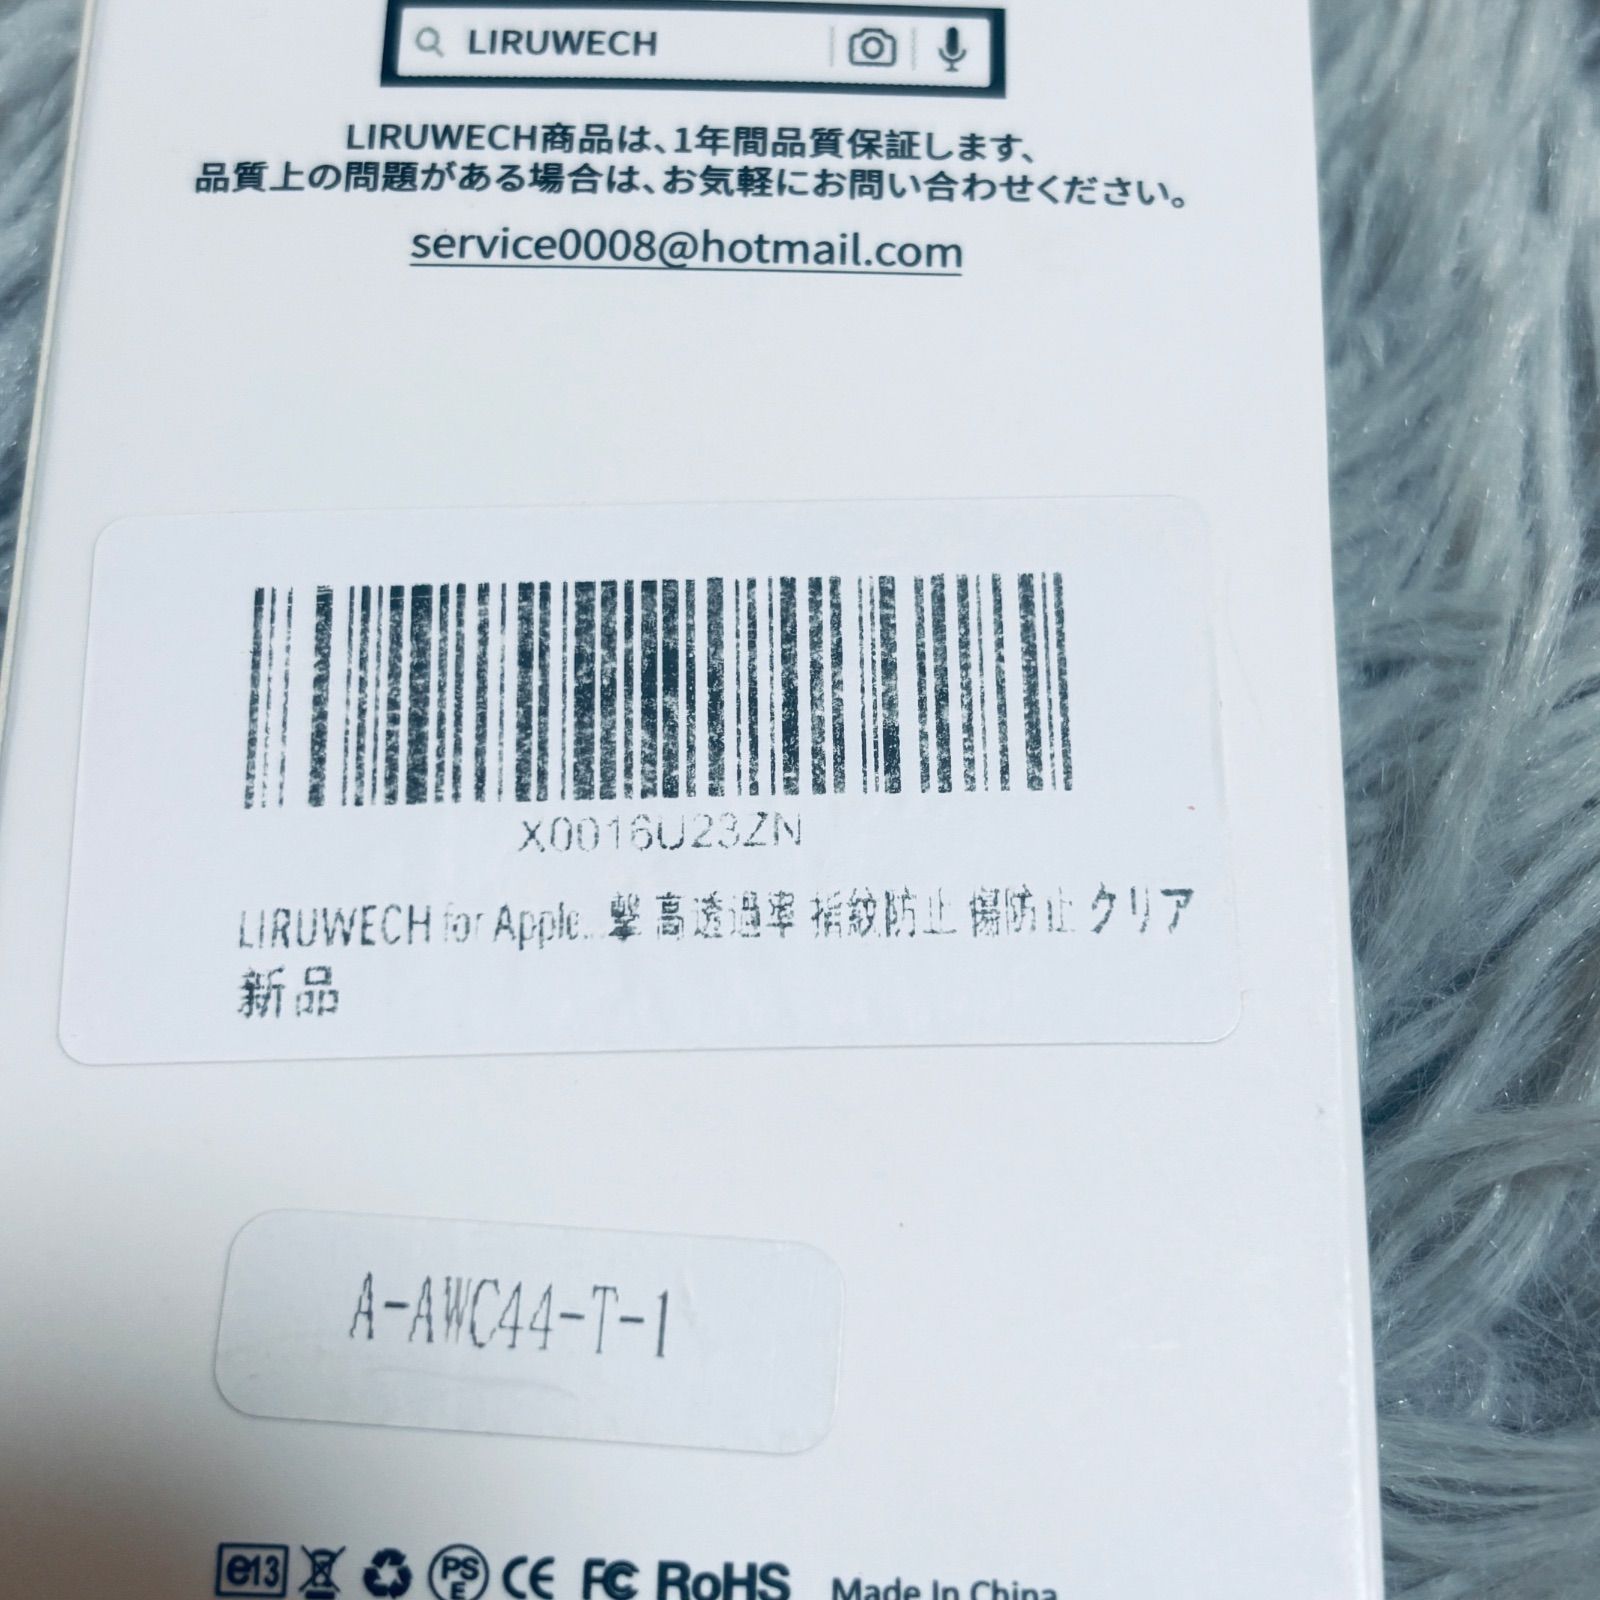 LIRUWECH
LIRUWECH商品は、1年間品質保証します、
品質上の問題がある場合は、お気軽にお問い合わせください。
service0008@hotmail.com
X0016U23ZN
LIRUWECH for Apple...撃 高透過率 指紋防止 傷防止 クリア
新品
A-AWC44-T-1
e13 PSE CE FC RoHS Made In China